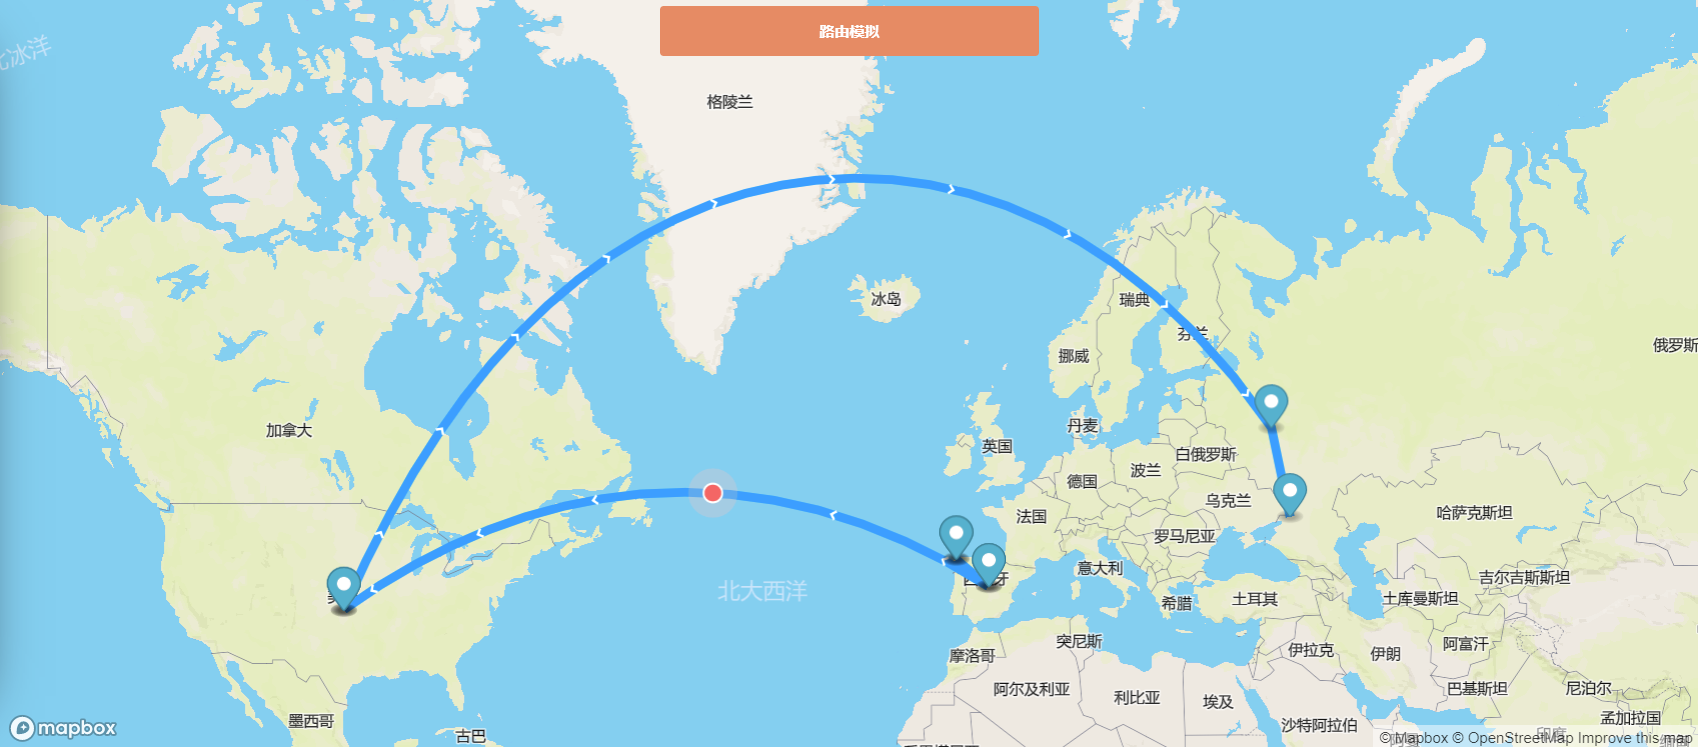 路由模拟
北冰洋
格陵兰
冰岛
瑞典
芬兰
俄罗斯
挪威
加拿大
丹麦
英国
白俄罗斯
波兰
德国
乌克兰
法国
哈萨克斯坦
罗马尼亚
意大利
吉尔吉斯斯坦
北大西洋
土耳其
土库曼斯坦
希腊
突尼斯
阿富汗
伊拉克
伊朗
摩洛哥
阿尔及利亚
利比亚
埃及
巴基斯坦
尼泊尔
墨西哥
古巴
沙特阿拉伯
孟加拉国
印度
mapbox
© Mapbox © OpenStreetMap Improve this map